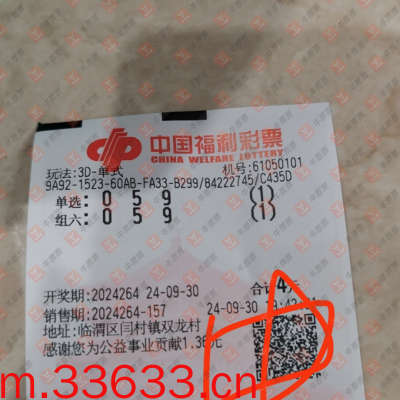 中国福利彩票
CHINA WELFARE LOTTERY
玩法:3D-单式 机号:61050101
9A92-1523-60AB-FA33-B299/84222745/C435D
单选: 0 5 9 (1)
组六: 0 5 9 (1)
开奖期:2024264 24-09-30 合计4元
销售期:2024264-157 24-09-30
地址:临渭区闫村镇双龙村
感谢您为公益事业贡献1.36元
m.33633.cn